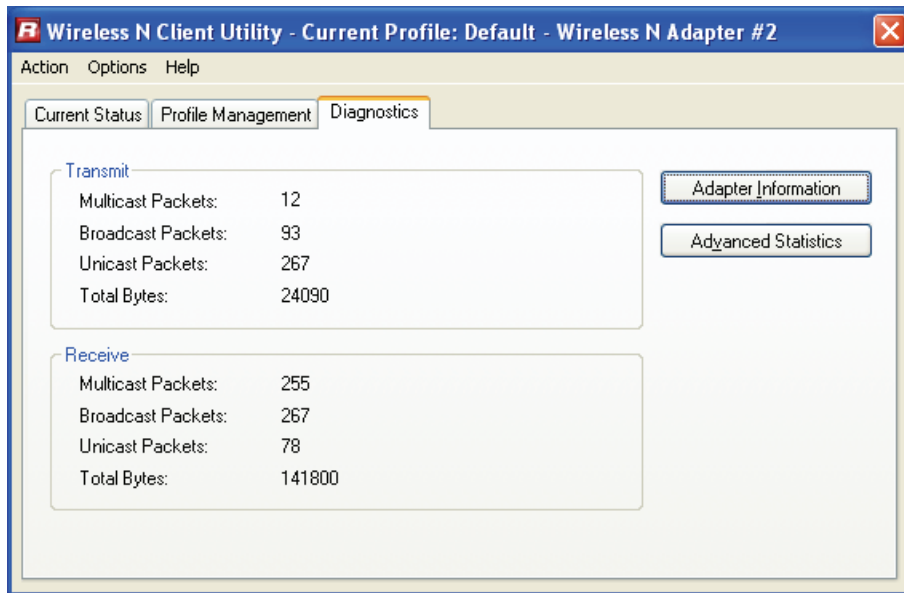 R Wireless N Client Utility - Current Profile: Default - Wireless N Adapter #2
Action Options Help
Current Status Profile Management Diagnostics
Transmit
Multicast Packets: 12
Broadcast Packets: 93
Unicast Packets: 267
Total Bytes: 24090
Adapter Information
Advanced Statistics
Receive
Multicast Packets: 255
Broadcast Packets: 267
Unicast Packets: 78
Total Bytes: 141800